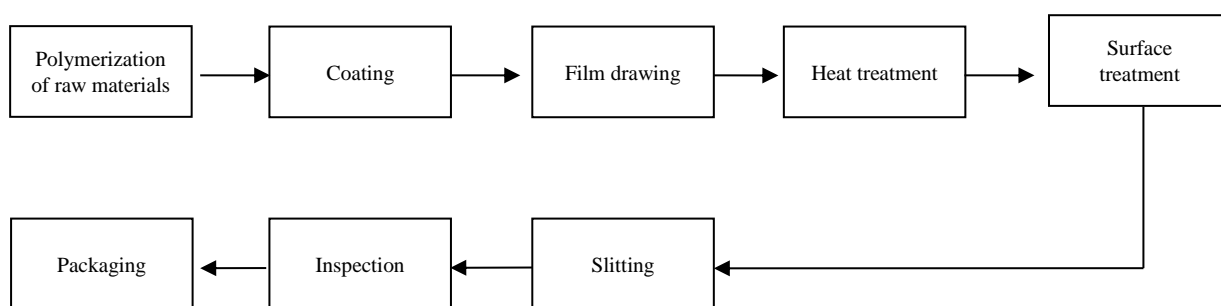 Polymerization
of raw materials
Coating
Film drawing
Heat treatment
Surface
treatment
Slitting
Inspection
Packaging